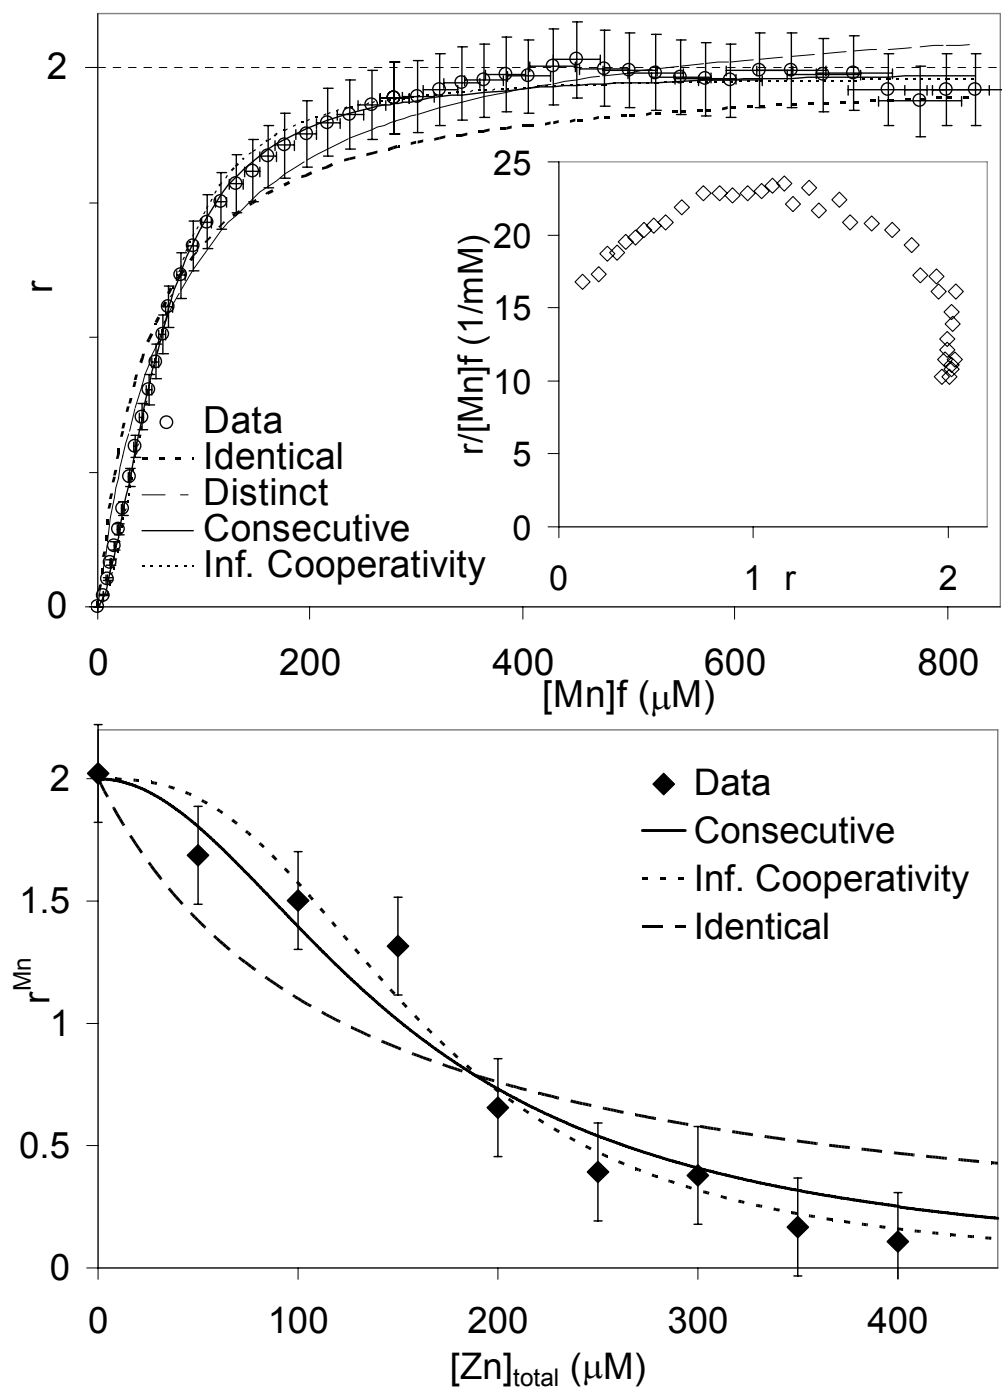 2
r
0
0
200
400
600
800
[Mn]f (μM)
Data
Identical
Distinct
Consecutive
Inf. Cooperativity
25
20
15
10
5
0
r/[Mn]f (1/mM)
0
1
r
2
2
1.5
1
0.5
0
r^Mn
0
100
200
300
400
[Zn]total (μM)
Data
Consecutive
Inf. Cooperativity
Identical